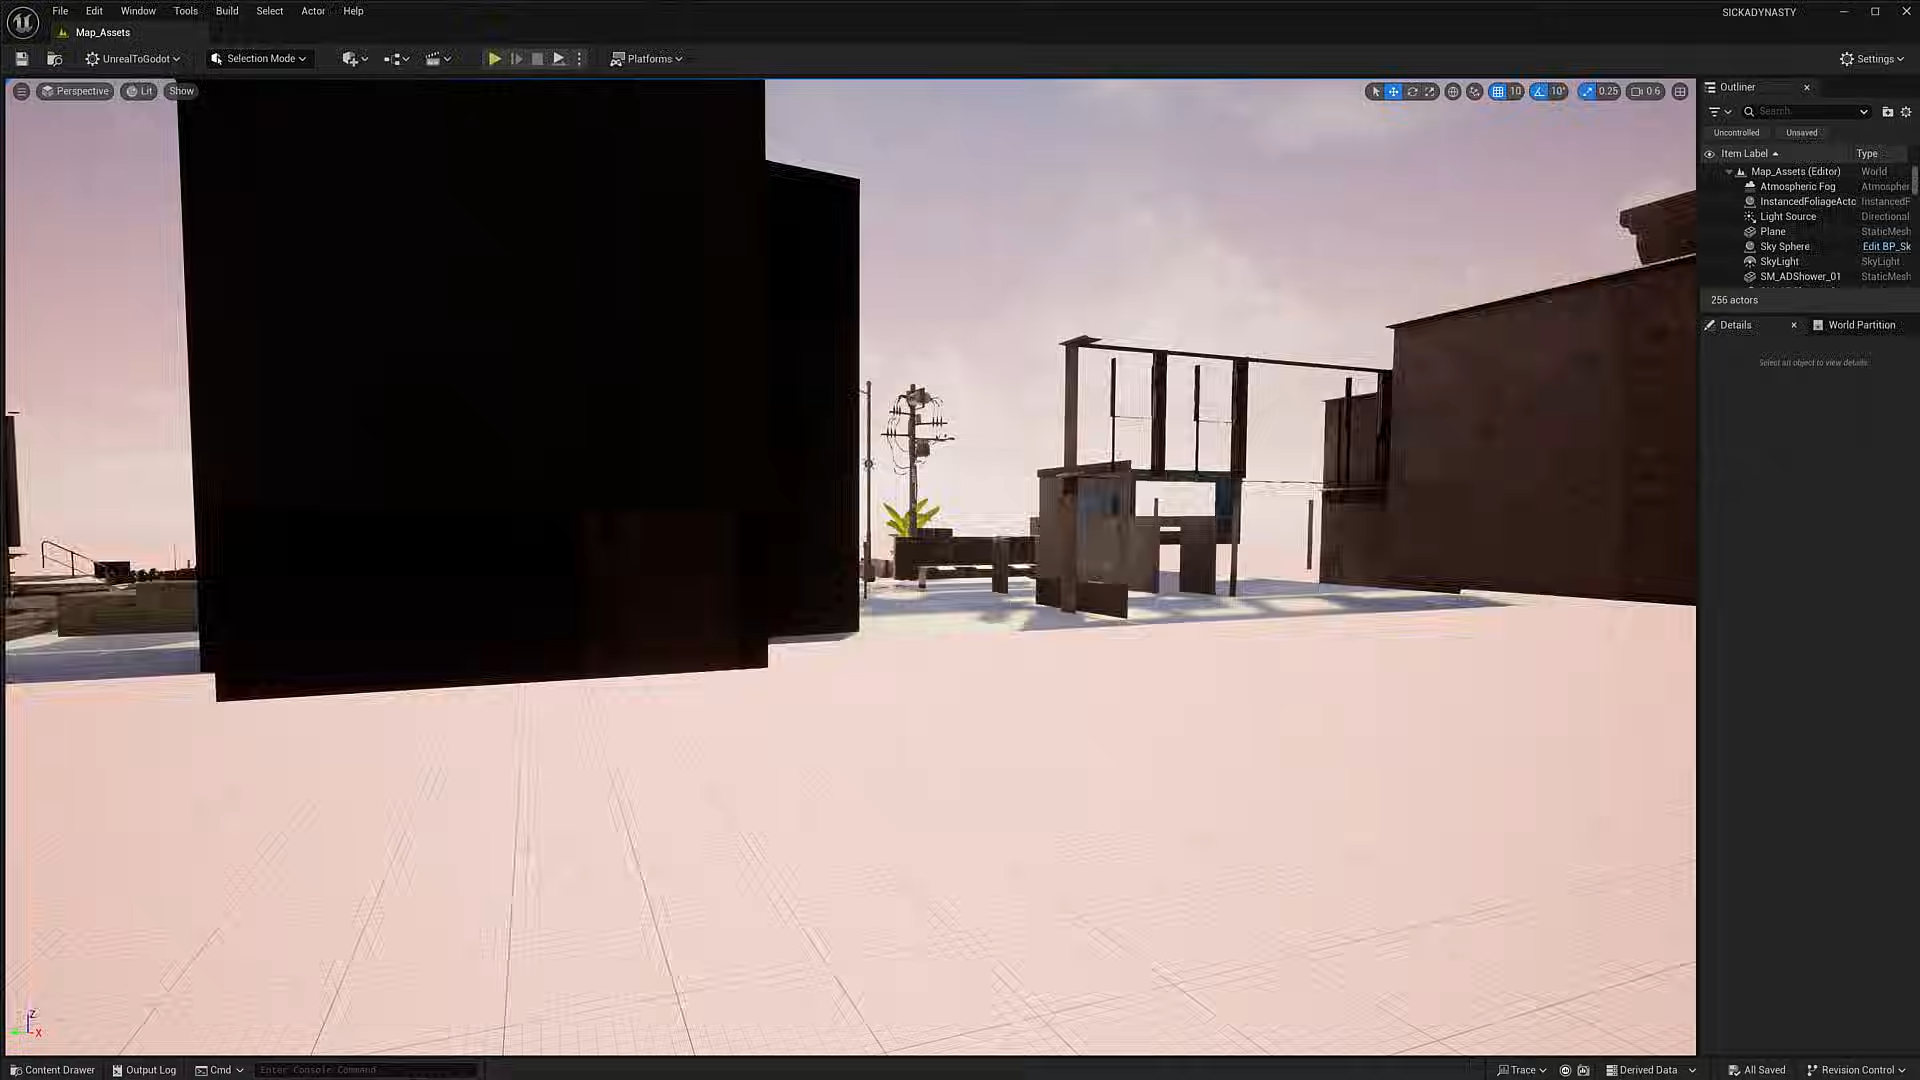 File Edit Window Tools Build Select Actor Help
SICKADYNASTY
Map_Assets
UnrealToGodot
Selection Mode
Platforms
Settings
Perspective
Lit
Show
10
10°
0.25
0.6
Outliner
Search...
Uncontrolled
Unsaved
Item Label
Type
Map_Assets (Editor) World
Atmospheric Fog Atmospher
InstancedFoliageActo InstancedF
Light Source Directional
Plane StaticMesh
Sky Sphere Edit BP_Sk
SkyLight SkyLight
SM_ADShower_01 StaticMesh
256 actors
Details
World Partition
Select an object to view details.
Z
X
Content Drawer
Output Log
Cmd
Enter Console Command
Trace
Derived Data
All Saved
Revision Control